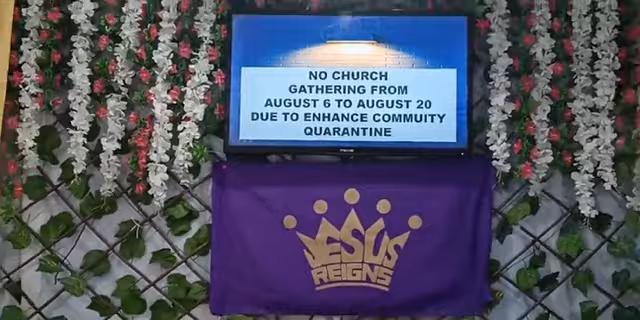 NO CHURCH
GATHERING FROM
AUGUST 6 TO AUGUST 20
DUE TO ENHANCE COMMUITY
QUARANTINE
JESUS
REIGNS